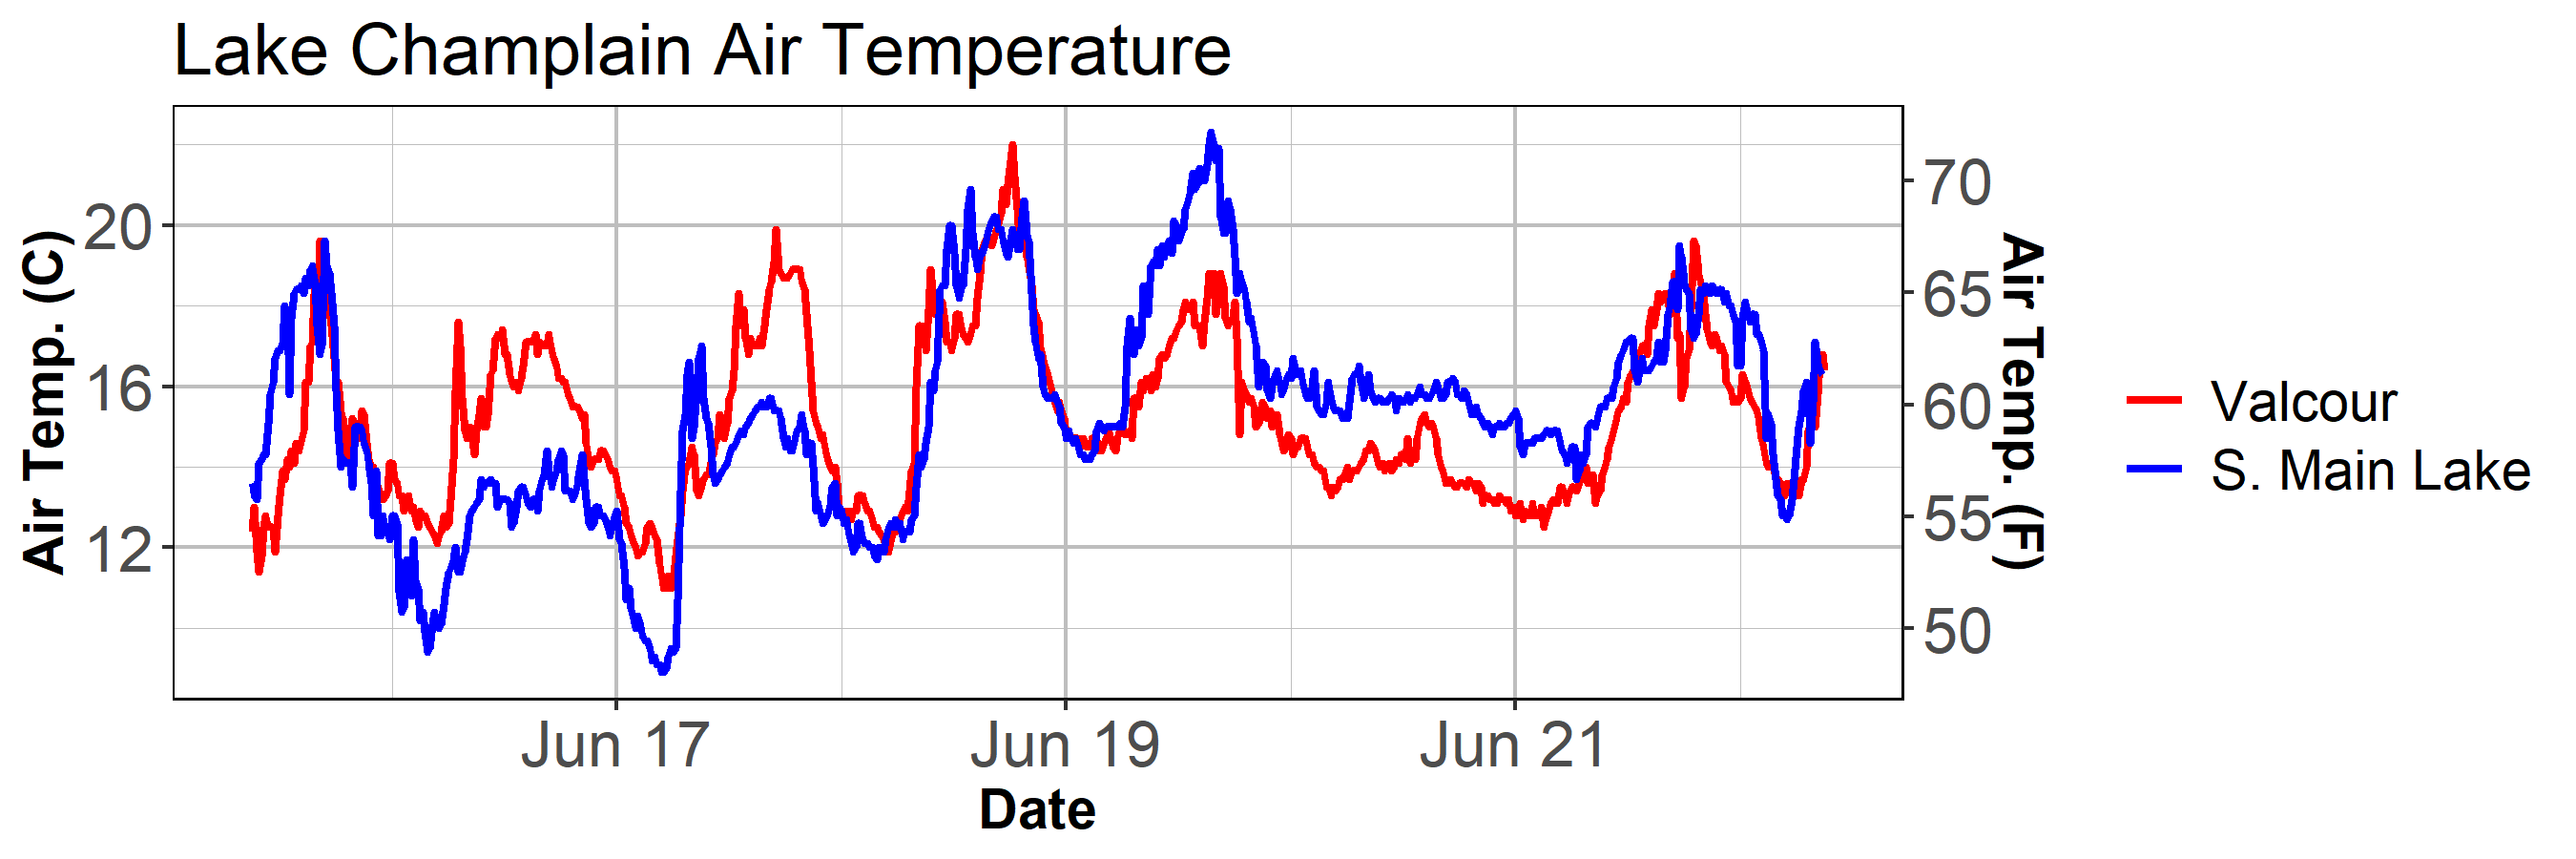 Lake Champlain Air Temperature
Air Temp. (C)
20
16
12
70
65
60
55
50
Air Temp. (F)
Jun 17
Jun 19
Jun 21
Date
Valcour
S. Main Lake